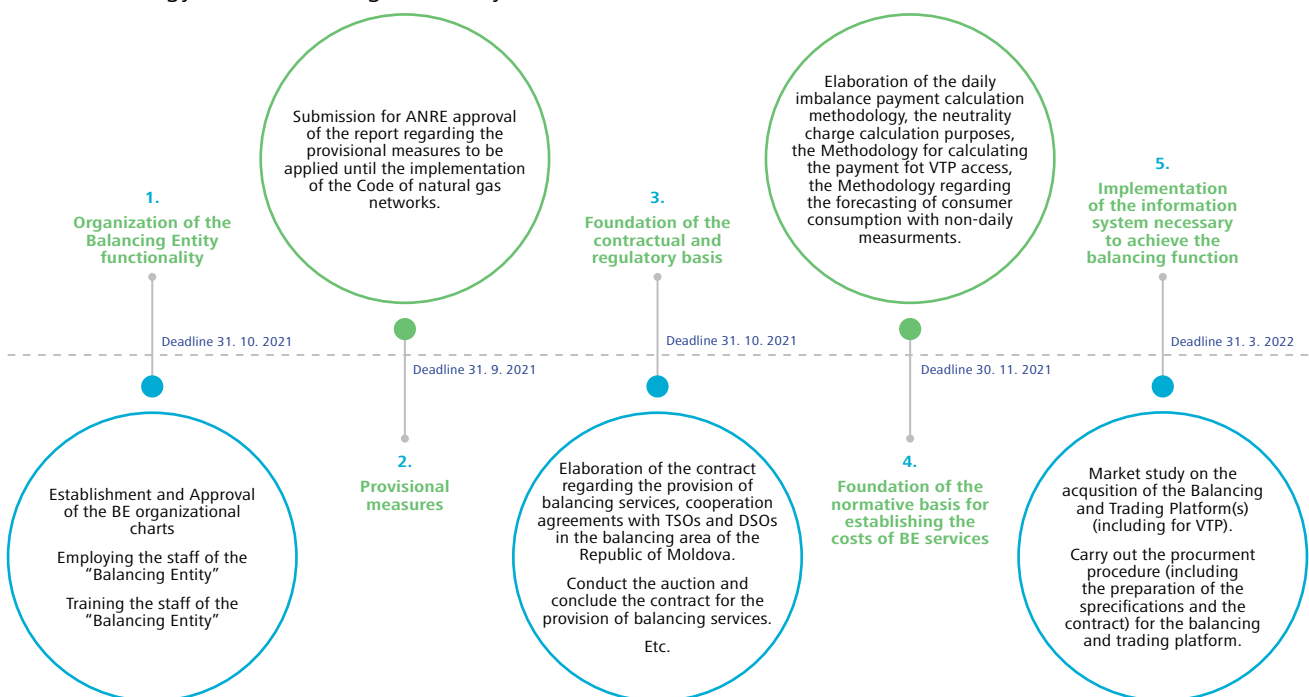 Submission for ANRE approval
of the report regarding the
provisional measures to be
applied until the implementation
of the Code of natural gas
networks.
Elaboration of the daily
imbalance payment calculation
methodology, the neutrality
charge calculation purposes,
the Methodology for calculating
the payment fot VTP access,
the Methodology regarding
the forecasting of consumer
consumption with non-daily
measurments.
1.
Organization of the
Balancing Entity
functionality
3.
Foundation of the
contractual and
regulatory basis
5.
Implementation
of the information
system necessary
to achieve the
balancing function
Deadline 31. 10. 2021
Deadline 31. 9. 2021
Deadline 31. 10. 2021
Deadline 30. 11. 2021
Deadline 31. 3. 2022
Establishment and Approval
of the BE organizational
charts
Employing the staff of the
“Balancing Entity”
Training the staff of the
“Balancing Entity”
2.
Provisional
measures
Elaboration of the contract
regarding the provision of
balancing services, cooperation
agreements with TSOs and DSOs
in the balancing area of the
Republic of Moldova.
Conduct the auction and
conclude the contract for the
provision of balancing services.
Etc.
4.
Foundation of the
normative basis for
establishing the
costs of BE services
Market study on the
acqusition of the Balancing
and Trading Platform(s)
(including for VTP).
Carry out the procurment
procedure (including
the preparation of the
sprecifications and the
contract) for the balancing
and trading platform.